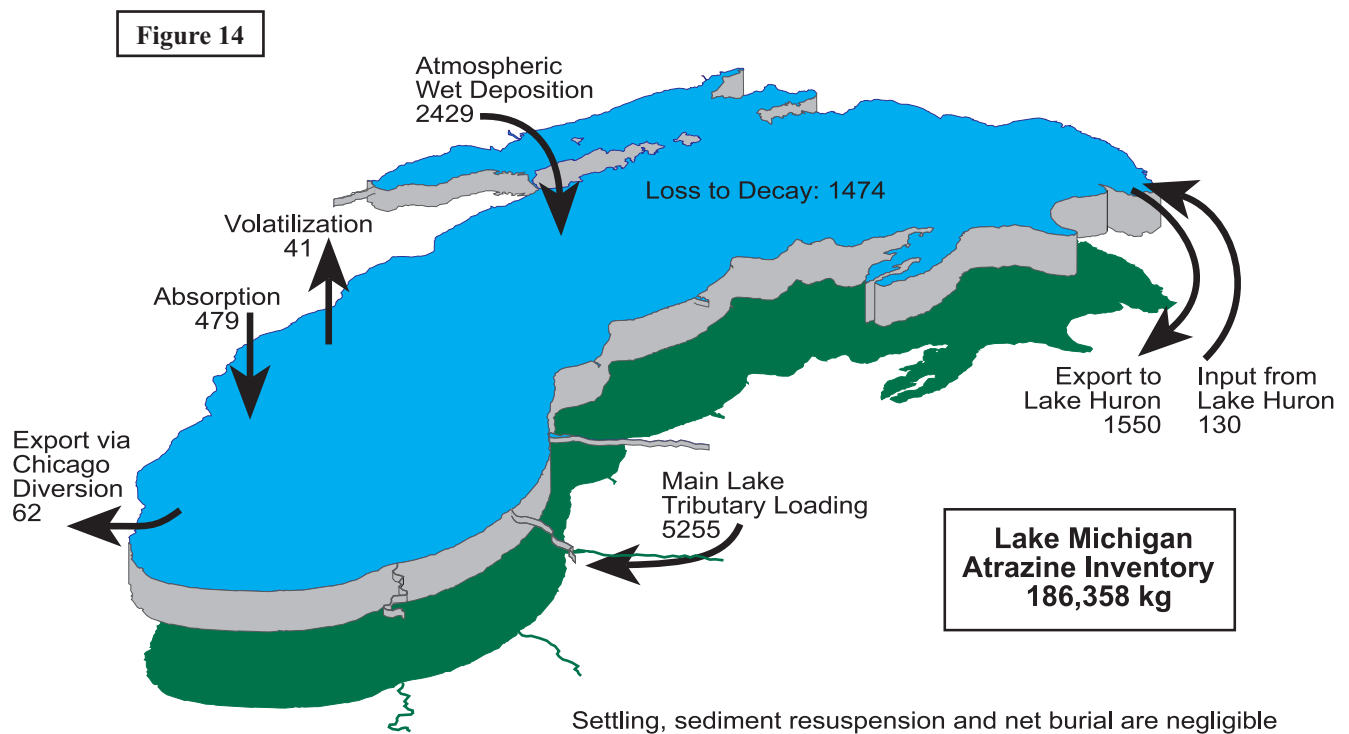 Figure 14
Atmospheric
Wet Deposition
2429
Loss to Decay: 1474
Volatilization
41
Absorption
479
Export via
Chicago
Diversion
62
Export to
Lake Huron
1550
Input from
Lake Huron
130
Main Lake
Tributary Loading
5255
Lake Michigan
Atrazine Inventory
186,358 kg
Settling, sediment resuspension and net burial are negligible